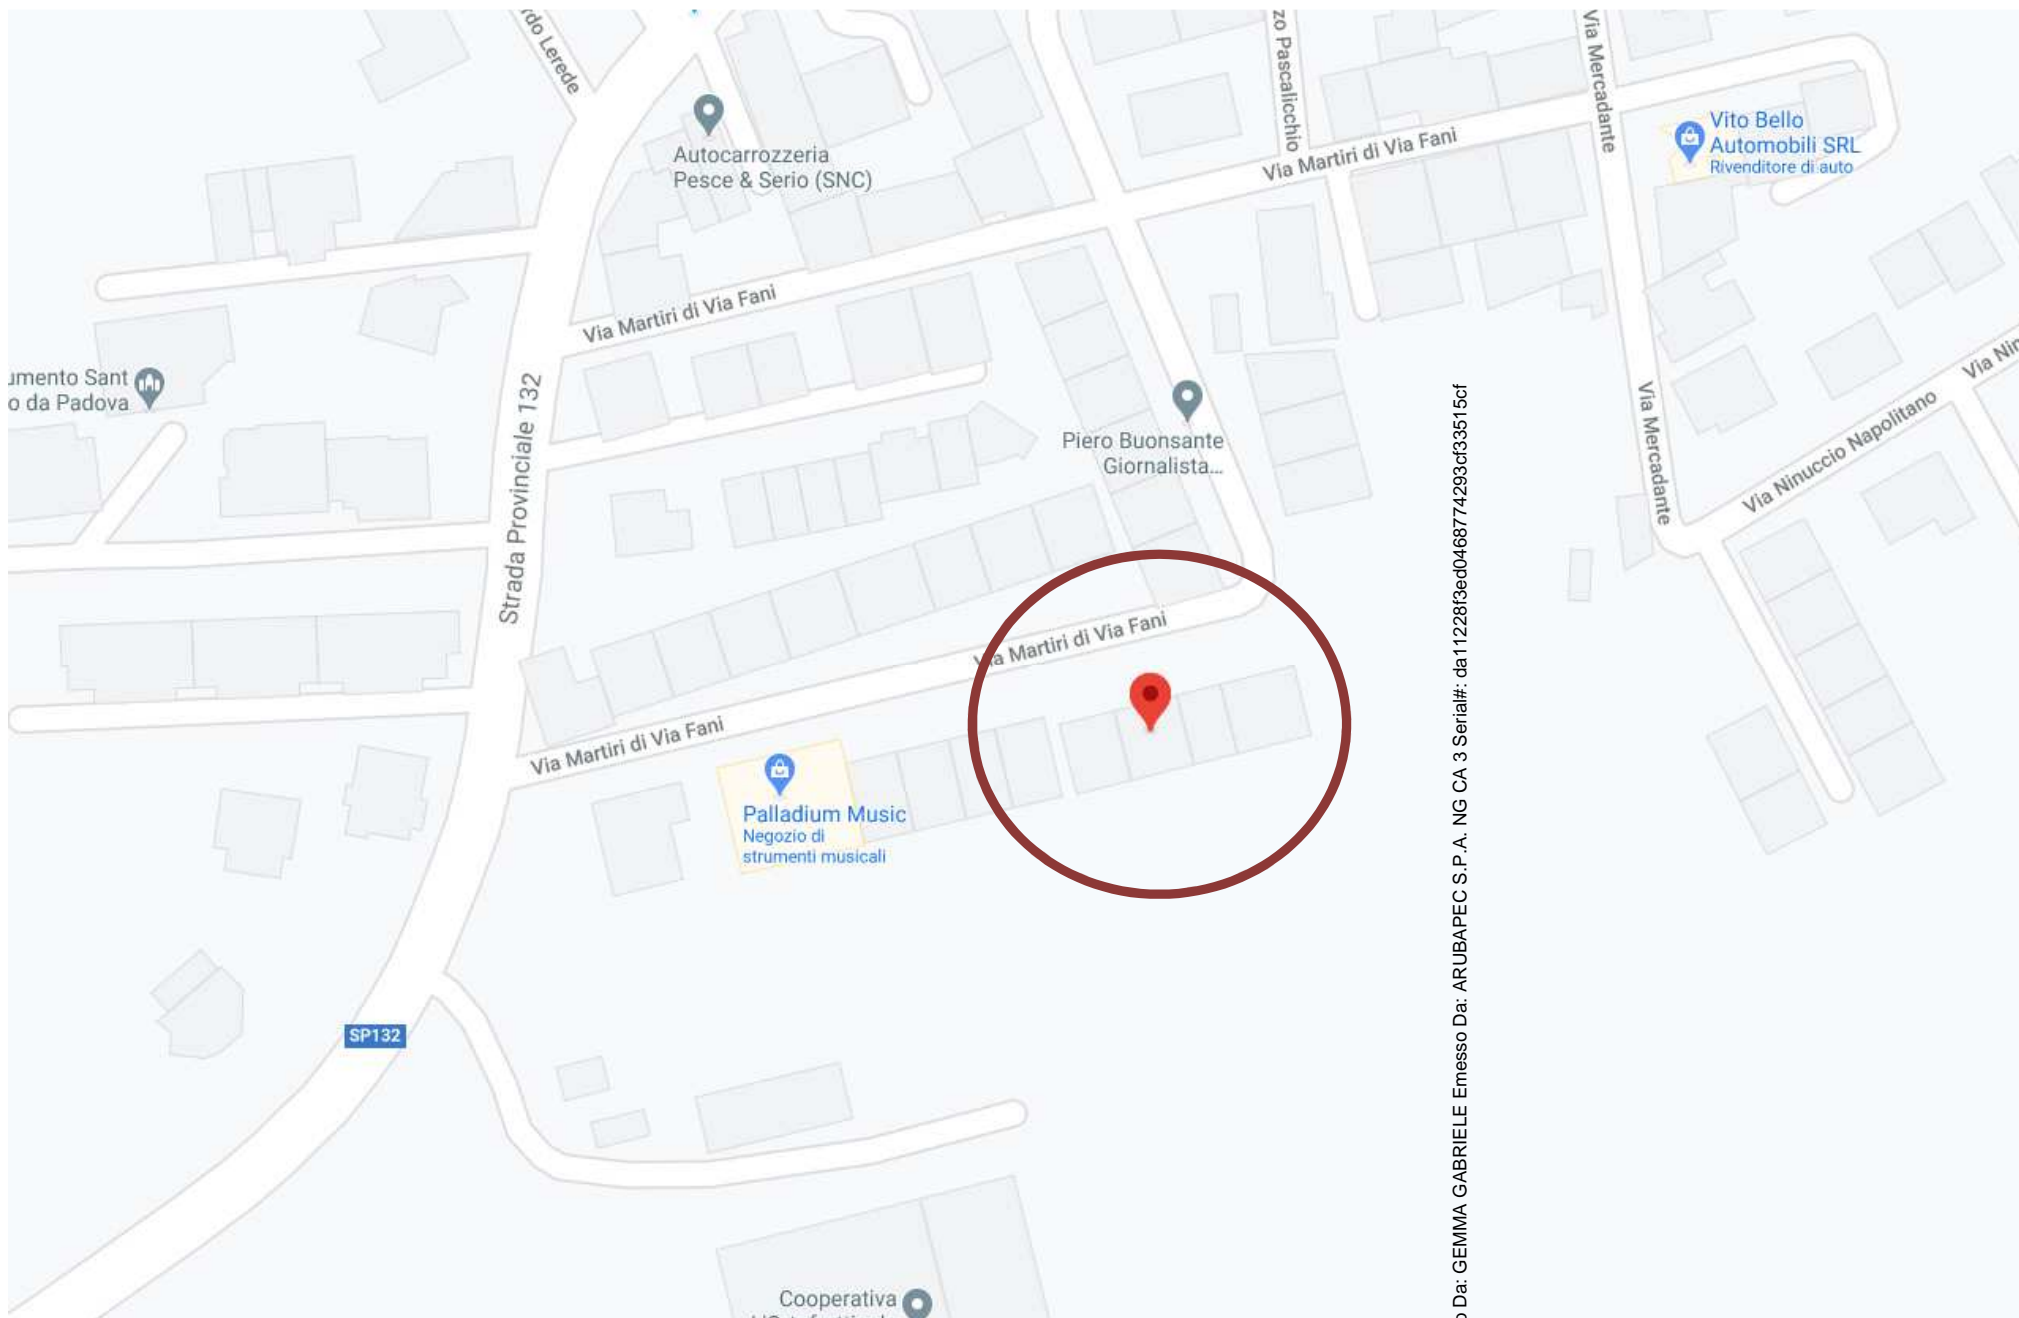 rdo Lerede
zo Pascalicchio
Via Mercadante
Vito Bello
Automobili SRL
Rivenditore di auto
Autocarrozzeria
Pesce & Serio (SNC)
Via Martiri di Via Fani
Via Martiri di Via Fani
umento Sant
o da Padova
Strada Provinciale 132
Piero Buonsante
Giornalista...
Via Mercadante
Via Ninuccio Napolitano
Via Nin
Via Martiri di Via Fani
Via Martiri di Via Fani
Palladium Music
Negozio di
strumenti musicali
SP132
Cooperativa
o Da: GEMMA GABRIELE Emesso Da: ARUBAPEC S.P.A. NG CA 3 Serial#: da11228f3ed0468774293cf33515cf